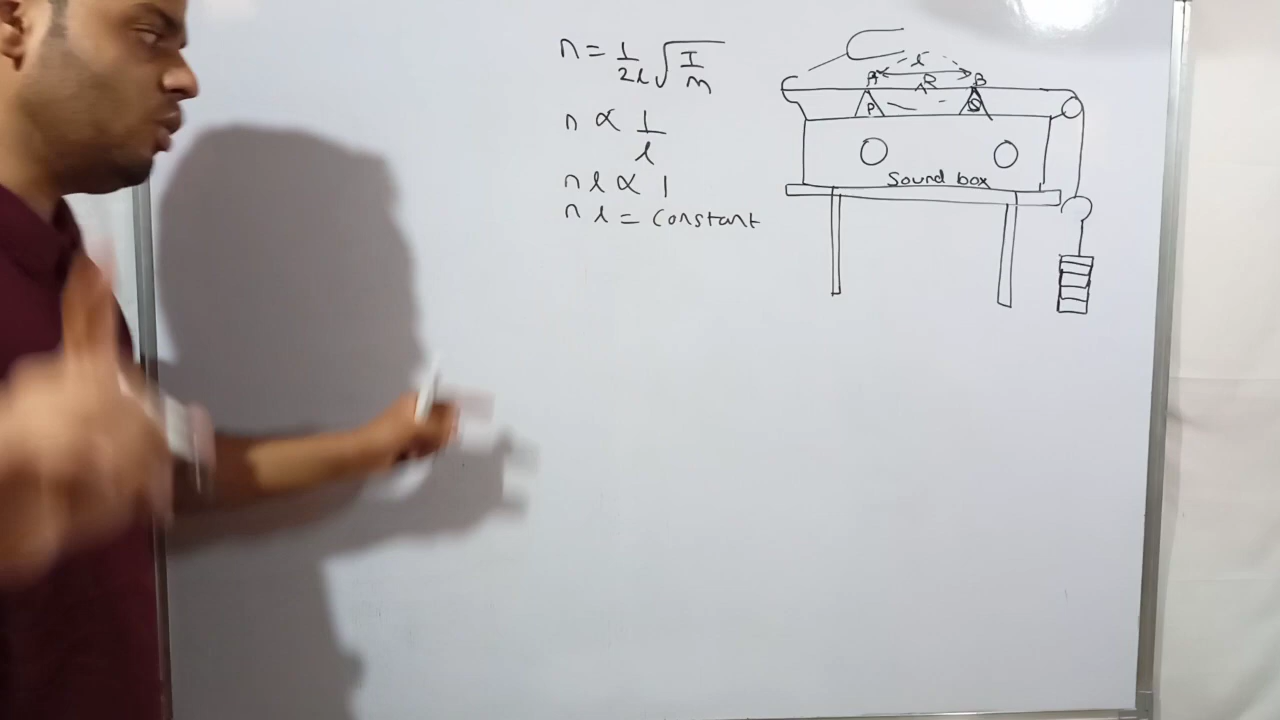 n = 1/2l √T/m
n ∝ 1/l
n l ∝ 1
n l = constant
l
A R B
P S
Sound box